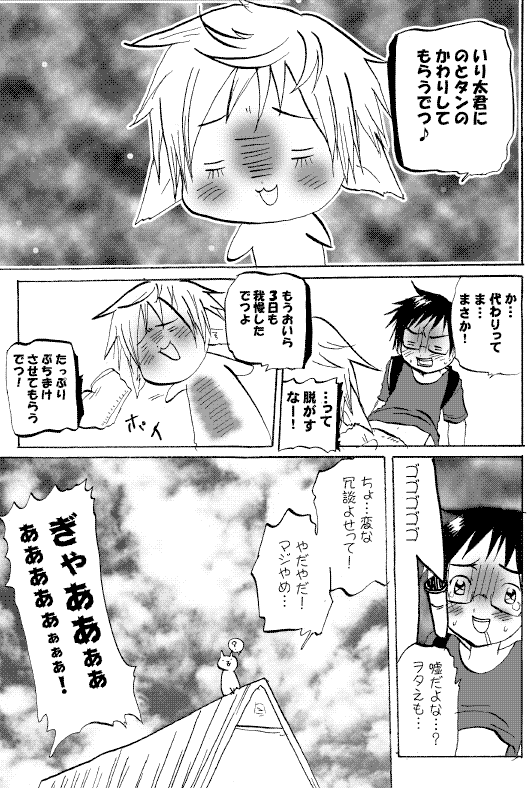 いり太君に
のとタンの
かわりして
もらうでつ♪
か…
代わりって
ま…
まさか！
…って
脱がす
なー！
もうおいら
３日も
我慢した
でつよ
たっぷり
ぶちまけ
させてもらう
でつ！
ポイ
ゴゴゴゴゴ
嘘だよな…？
ヲタえも…
ちょ…変な
冗談よせって！
やだやだ！
マジやめ…
？
ぎゃああぁぁ
ああああぁぁぁ！